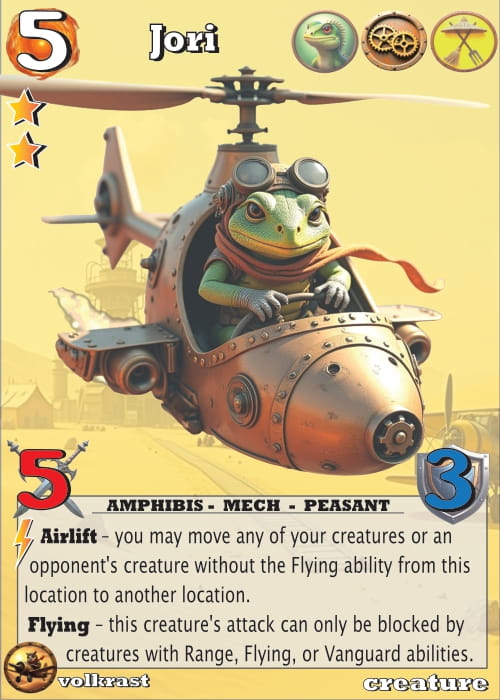 5
Jori
5
3
AMPHIBIS - MECH - PEASANT
Airlift - you may move any of your creatures or an
opponent's creature without the Flying ability from this
location to another location.
Flying - this creature's attack can only be blocked by
creatures with Range, Flying, or Vanguard abilities.
volkrast
creature